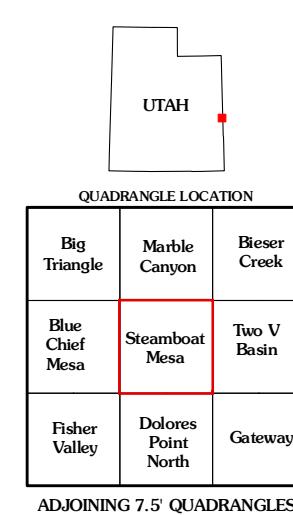 UTAH
QUADRANGLE LOCATION
Big
Triangle
Marble
Canyon
Bieser
Creek
Blue
Chief
Mesa
Steamboat
Mesa
Two V
Basin
Fisher
Valley
Dolores
Point
North
Gateway
ADJOINING 7.5' QUADRANGLES